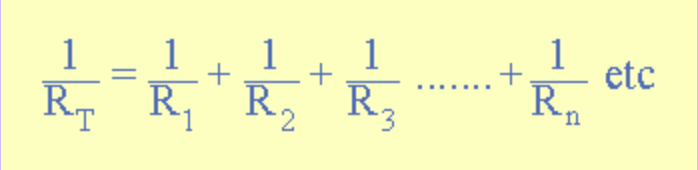 1/R_T = 1/R_1 + 1/R_2 + 1/R_3 ....... + 1/R_n etc